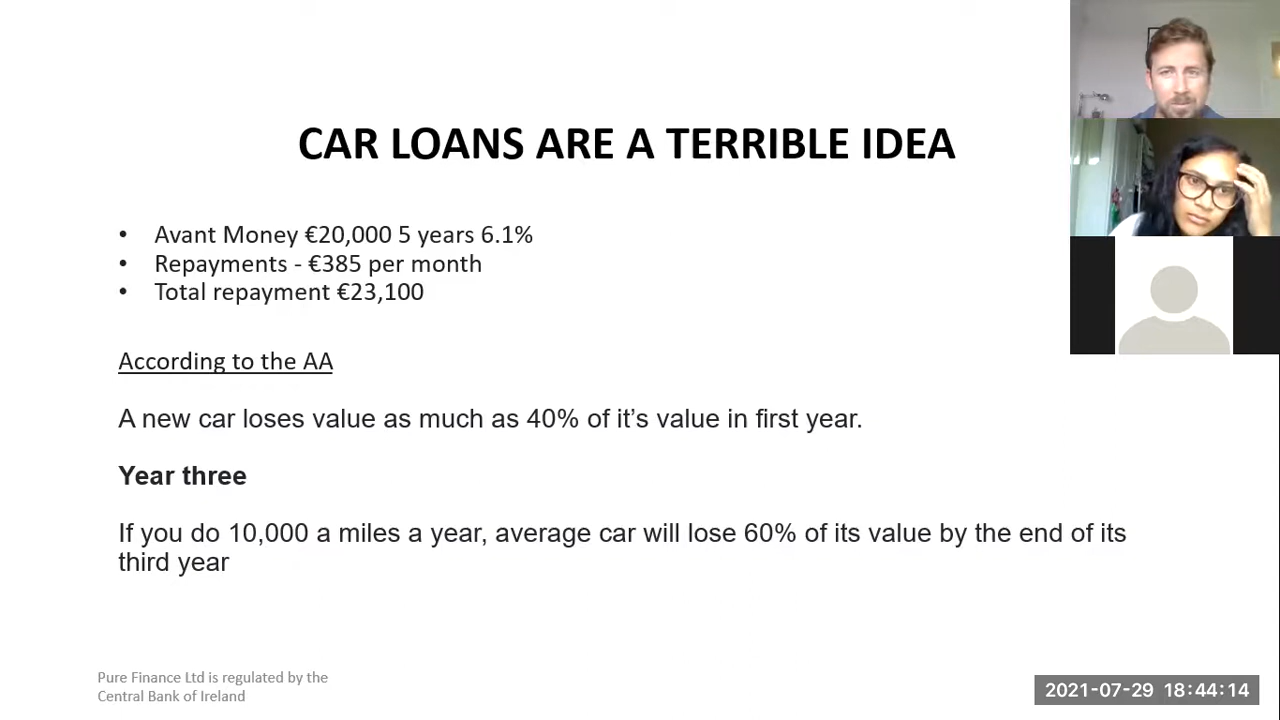 CAR LOANS ARE A TERRIBLE IDEA
• Avant Money €20,000 5 years 6.1%
• Repayments - €385 per month
• Total repayment €23,100
According to the AA
A new car loses value as much as 40% of it’s value in first year.
Year three
If you do 10,000 a miles a year, average car will lose 60% of its value by the end of its
third year
Pure Finance Ltd is regulated by the
Central Bank of Ireland
2021-07-29 18:44:14